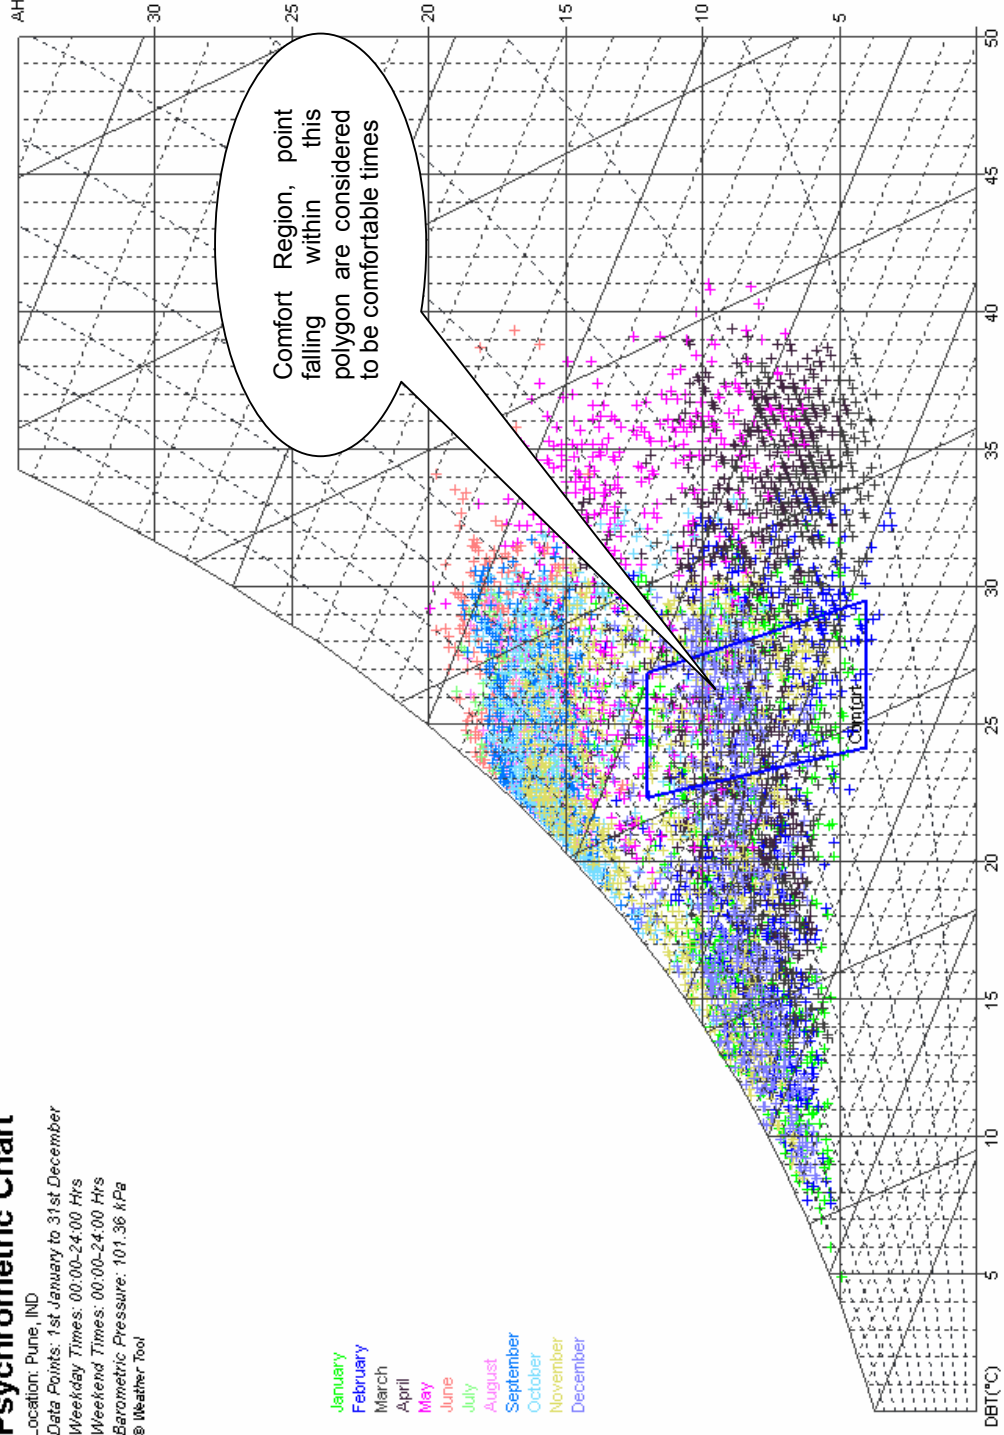 Psychrometric Chart
Location: Pune, IND
Data Points: 1st January to 31st December
Weekday Times: 00:00-24:00 Hrs
Weekend Times: 00:00-24:00 Hrs
Barometric Pressure: 101.36 kPa
© Weather Tool
January
February
March
April
May
June
July
August
September
October
November
December
Comfort Region, point
falling within this
polygon are considered
to be comfortable times
Comfort
AH
30
25
20
15
10
5
DBT(°C)
5
10
15
20
25
30
35
40
45
50